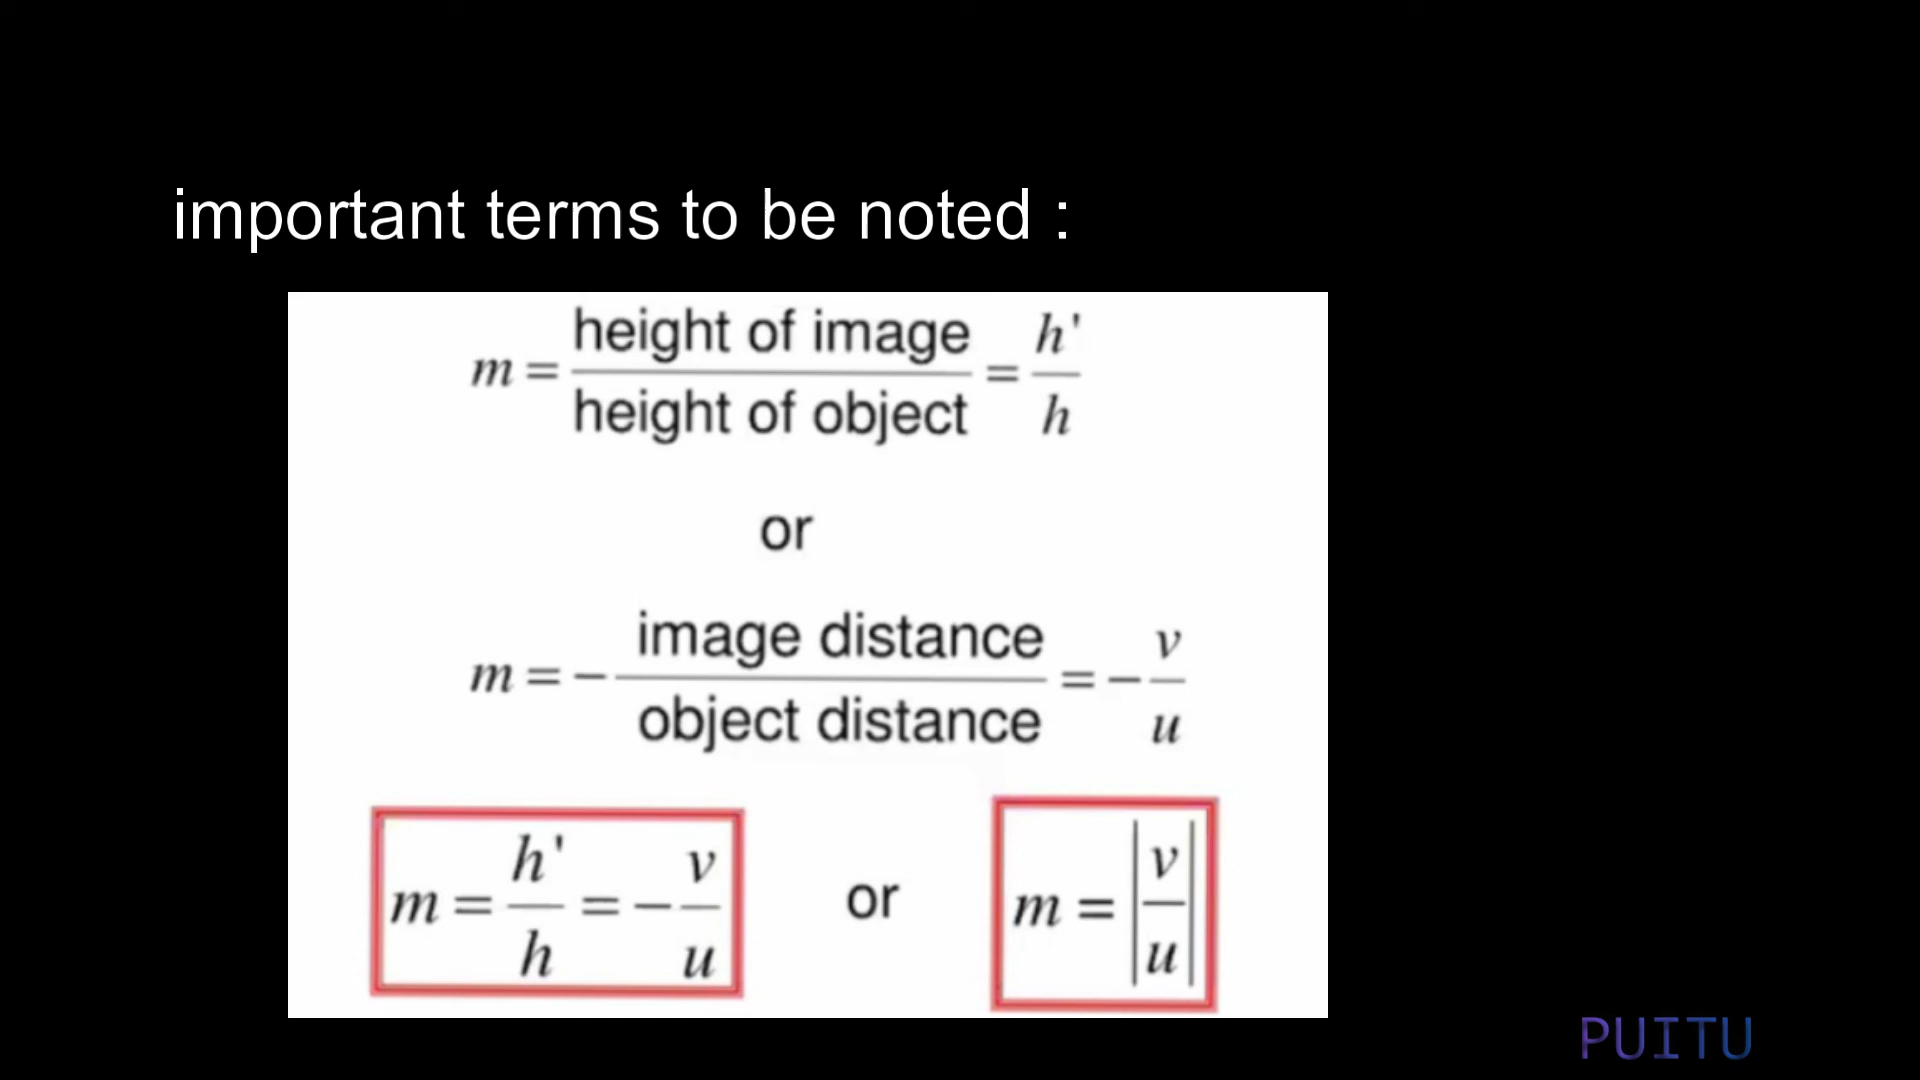 important terms to be noted :
m = height of image / height of object = h' / h
or
m = - image distance / object distance = - v / u
m = h' / h = - v / u or m = | v / u |
PUITU